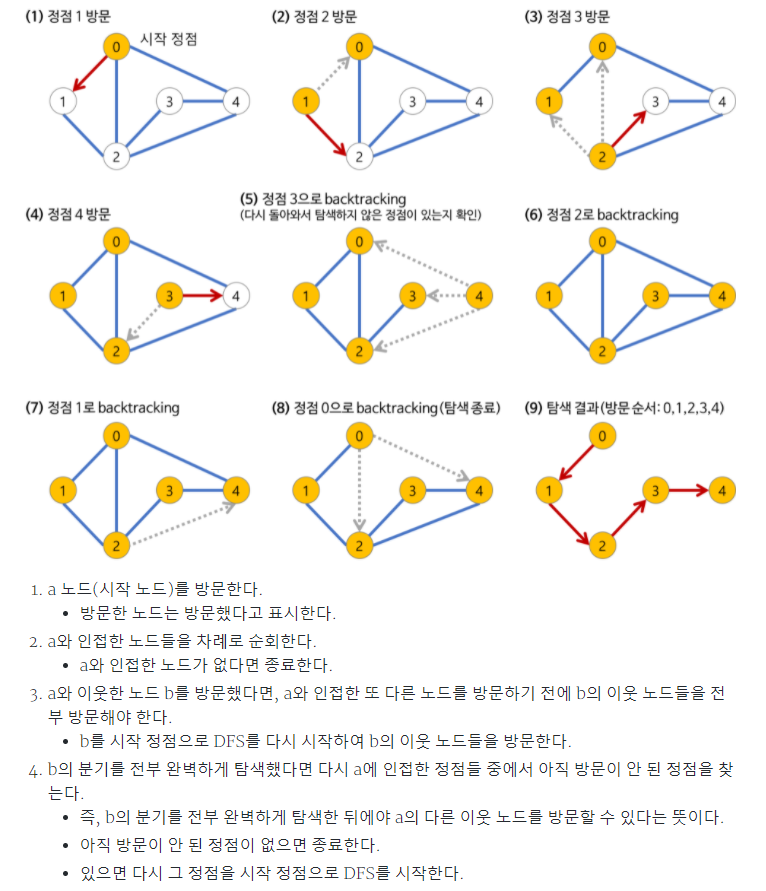 (1) 정점 1 방문
시작 정점
0
1
3
4
2
(2) 정점 2 방문
0
1
3
4
2
(3) 정점 3 방문
0
1
3
4
2
(4) 정점 4 방문
0
1
3
4
2
(5) 정점 3으로 backtracking
(다시 돌아와서 탐색하지 않은 정점이 있는지 확인)
0
1
3
4
2
(6) 정점 2로 backtracking
0
1
3
4
2
(7) 정점 1로 backtracking
0
1
3
4
2
(8) 정점 0으로 backtracking(탐색 종료)
0
1
3
4
2
(9) 탐색 결과(방문 순서: 0,1,2,3,4)
0
1
3
4
2
1. a 노드(시작 노드)를 방문한다.
• 방문한 노드는 방문했다고 표시한다.
2. a와 인접한 노드들을 차례로 순회한다.
• a와 인접한 노드가 없다면 종료한다.
3. a와 이웃한 노드 b를 방문했다면, a와 인접한 또 다른 노드를 방문하기 전에 b의 이웃 노드들을 전
부 방문해야 한다.
• b를 시작 정점으로 DFS를 다시 시작하여 b의 이웃 노드들을 방문한다.
4. b의 분기를 전부 완벽하게 탐색했다면 다시 a에 인접한 정점들 중에서 아직 방문이 안 된 정점을 찾
는다.
• 즉, b의 분기를 전부 완벽하게 탐색한 뒤에야 a의 다른 이웃 노드를 방문할 수 있다는 뜻이다.
• 아직 방문이 안 된 정점이 없으면 종료한다.
• 있으면 다시 그 정점을 시작 정점으로 DFS를 시작한다.